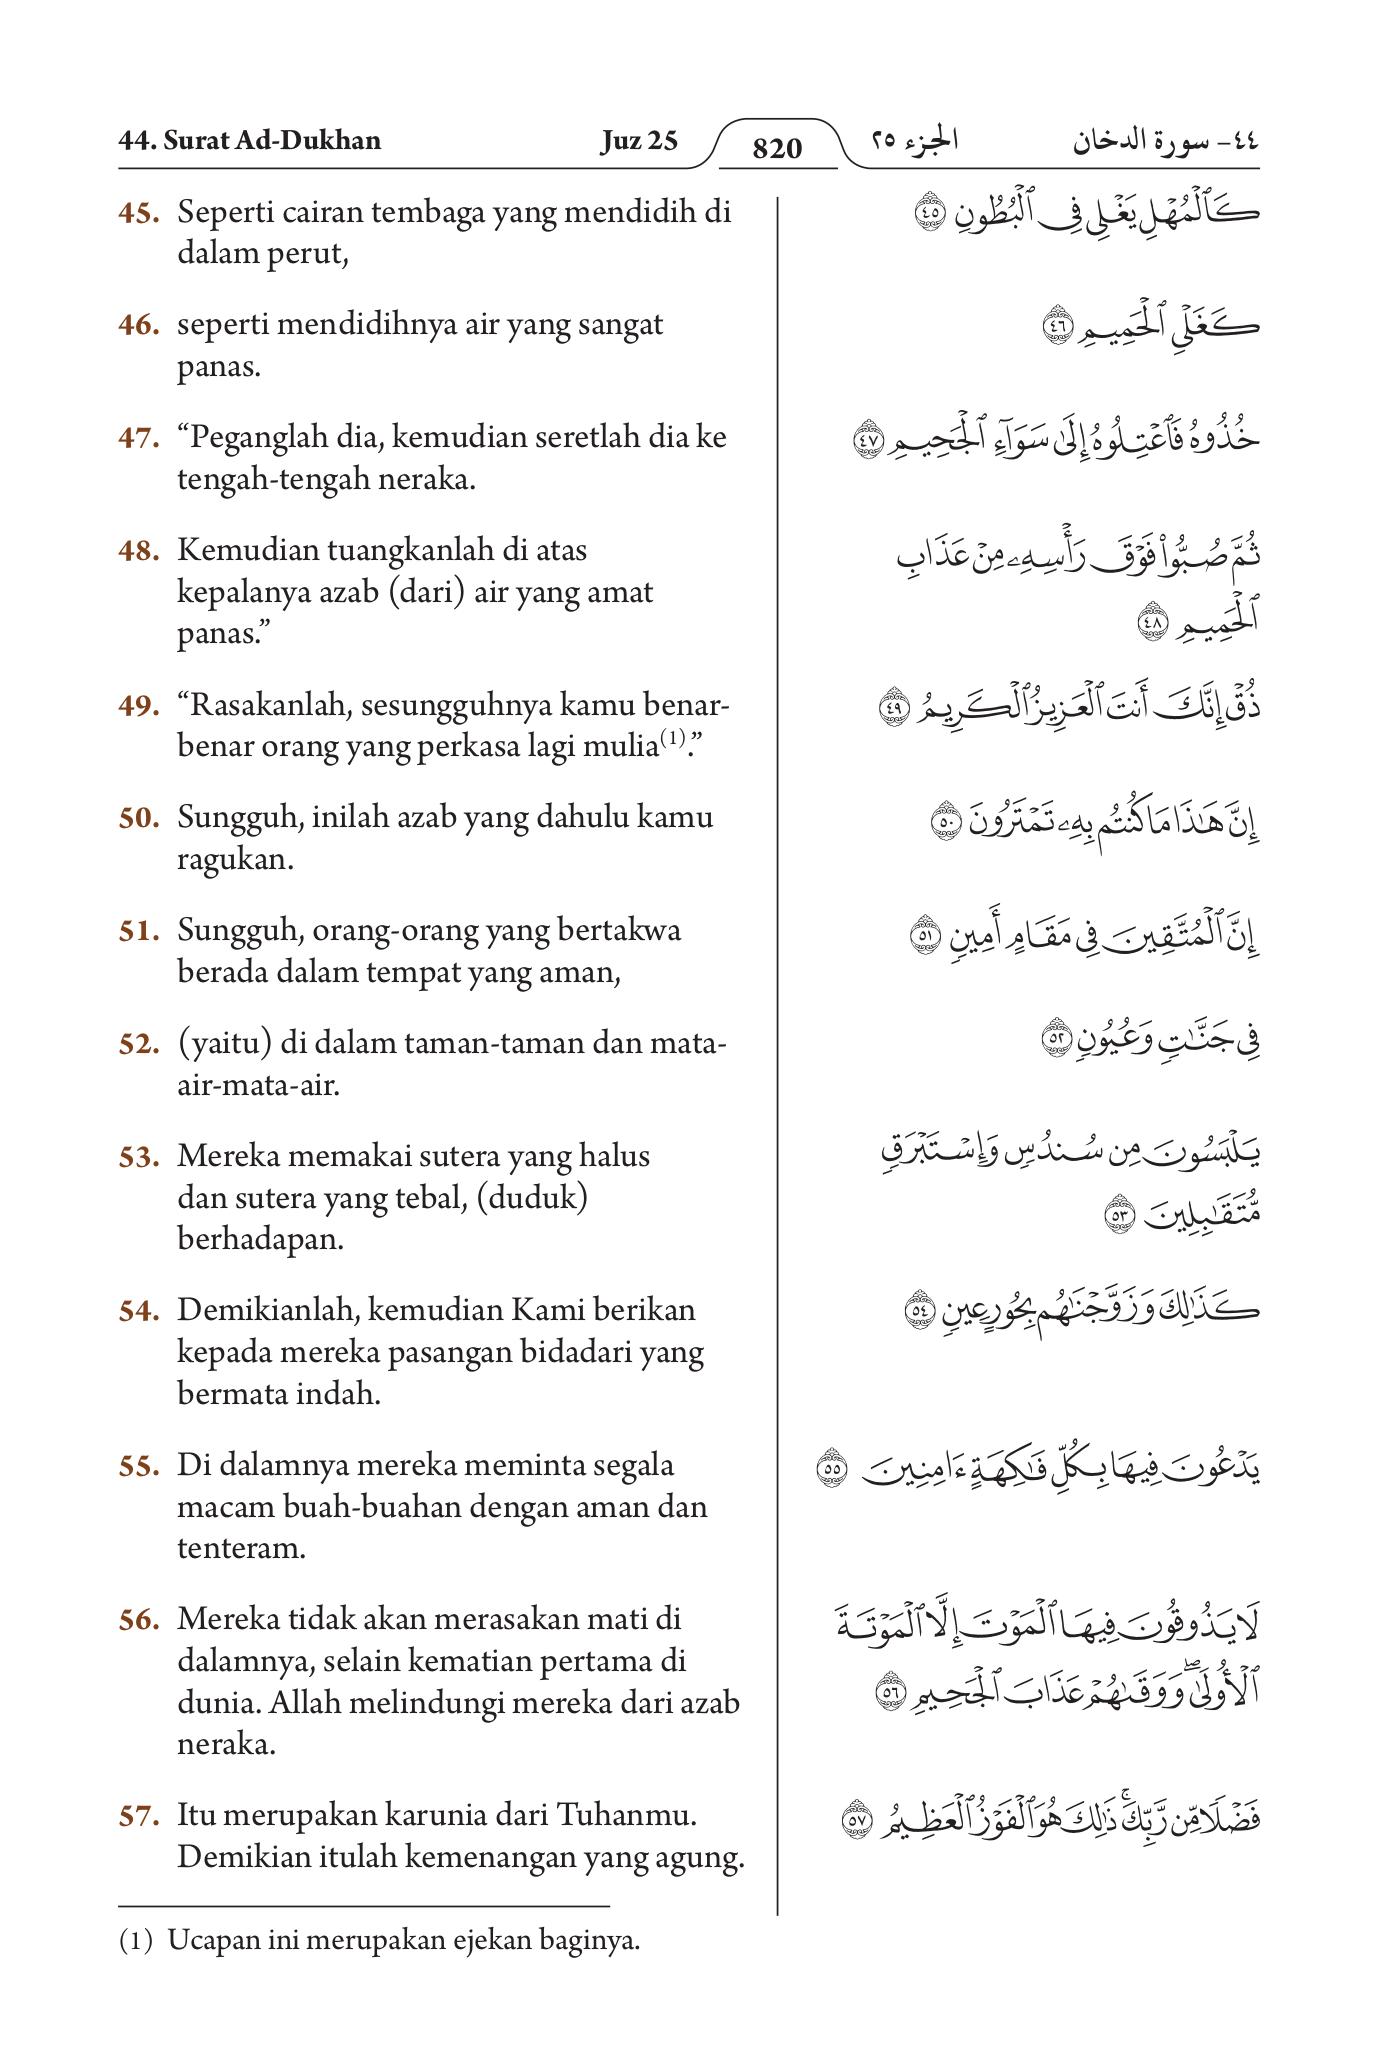 44. Surat Ad-Dukhan Juz 25 820 الجزء ٢٥ ٤٤- سورة الدخان
45. Seperti cairan tembaga yang mendidih di
dalam perut,
كَٱلْمُهْلِ يَغْلِى فِى ٱلْبُطُونِ ٤٥
46. seperti mendidihnya air yang sangat
panas.
كَغَلْىِ ٱلْحَمِيمِ ٤٦
47. “Peganglah dia, kemudian seretlah dia ke
tengah-tengah neraka.
خُذُوهُ فَٱعْتِلُوهُ إِلَىٰ سَوَآءِ ٱلْجَحِيمِ ٤٧
48. Kemudian tuangkanlah di atas
kepalanya azab (dari) air yang amat
panas.”
ثُمَّ صُبُّوا۟ فَوْقَ رَأْسِهِۦ مِنْ عَذَابِ
ٱلْحَمِيمِ ٤٨
49. “Rasakanlah, sesungguhnya kamu benar-
benar orang yang perkasa lagi mulia(1).”
ذُقْ إِنَّكَ أَنتَ ٱلْعَزِيزُ ٱلْكَرِيمُ ٤٩
50. Sungguh, inilah azab yang dahulu kamu
ragukan.
إِنَّ هَـٰذَا مَا كُنتُم بِهِۦ تَمْتَرُونَ ٥٠
51. Sungguh, orang-orang yang bertakwa
berada dalam tempat yang aman,
إِنَّ ٱلْمُتَّقِينَ فِى مَقَامٍ أَمِينٍ ٥١
52. (yaitu) di dalam taman-taman dan mata-
air-mata-air.
فِى جَنَّـٰتٍ وَعُيُونٍ ٥٢
53. Mereka memakai sutera yang halus
dan sutera yang tebal, (duduk)
berhadapan.
يَلْبَسُونَ مِن سُندُسٍ وَإِسْتَبْرَقٍ
مُّتَقَـٰبِلِينَ ٥٣
54. Demikianlah, kemudian Kami berikan
kepada mereka pasangan bidadari yang
bermata indah.
كَذَٰلِكَ وَزَوَّجْنَـٰهُم بِحُورٍ عِينٍ ٥٤
55. Di dalamnya mereka meminta segala
macam buah-buahan dengan aman dan
tenteram.
يَدْعُونَ فِيهَا بِكُلِّ فَـٰكِهَةٍ ءَامِنِينَ ٥٥
56. Mereka tidak akan merasakan mati di
dalamnya, selain kematian pertama di
dunia. Allah melindungi mereka dari azab
neraka.
لَا يَذُوقُونَ فِيهَا ٱلْمَوْتَ إِلَّا ٱلْمَوْتَةَ
ٱلْأُولَىٰ ۖ وَوَقَىٰهُمْ عَذَابَ ٱلْجَحِيمِ ٥٦
57. Itu merupakan karunia dari Tuhanmu.
Demikian itulah kemenangan yang agung.
فَضْلًا مِّن رَّبِّكَ ۚ ذَٰلِكَ هُوَ ٱلْفَوْزُ ٱلْعَظِيمُ ٥٧
(1) Ucapan ini merupakan ejekan baginya.